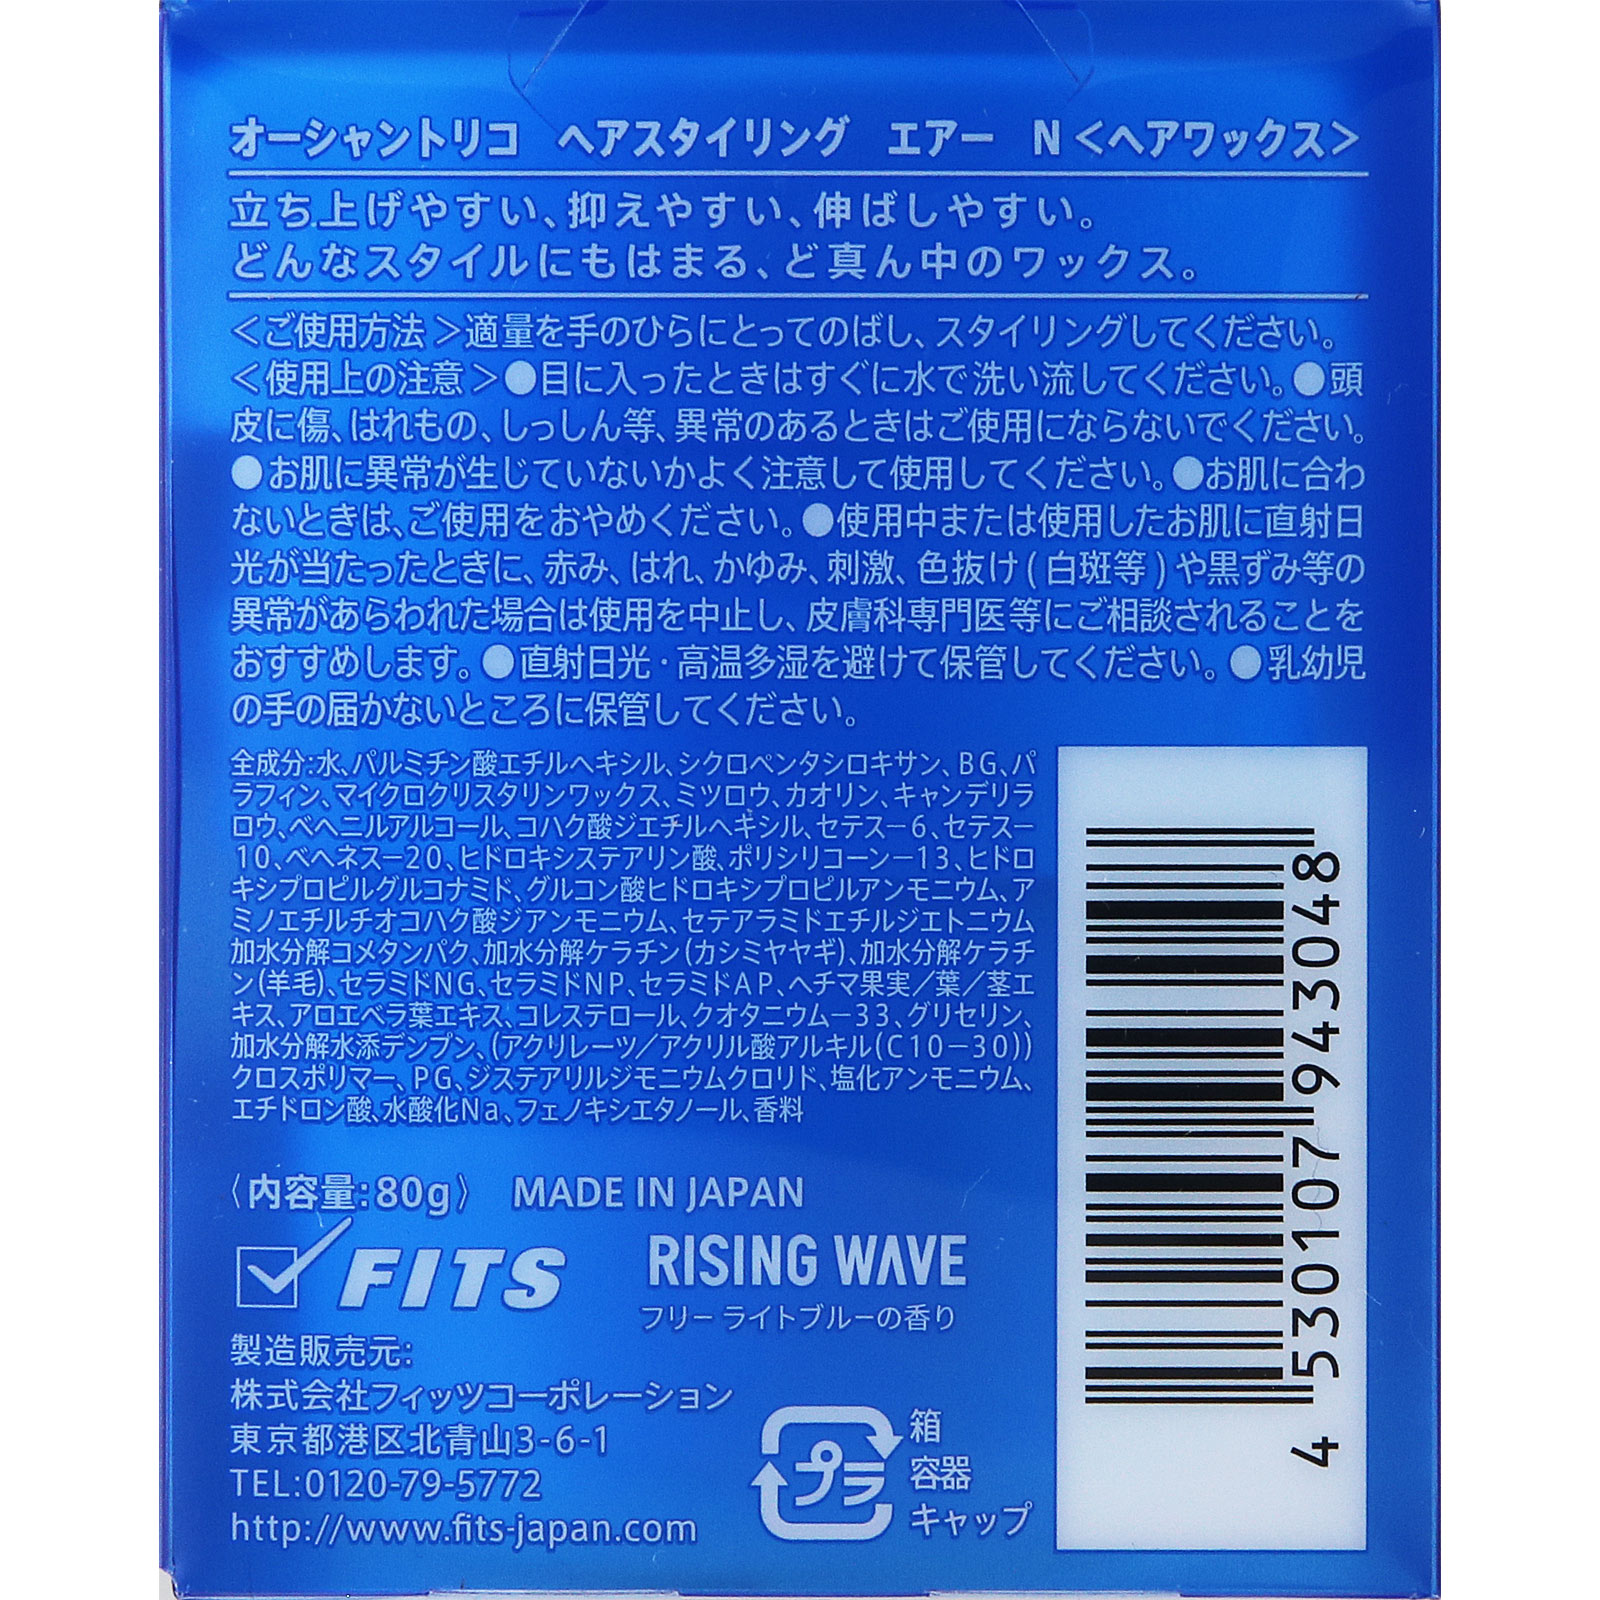 オーシャントリコ ヘアスタイリング エアー N<ヘアワックス>
立ち上げやすい、抑えやすい、伸ばしやすい。
どんなスタイルにもはまる、ど真ん中のワックス。
<ご使用方法>適量を手のひらにとってのばし、スタイリングしてください。
<使用上の注意>●目に入ったときはすぐに水で洗い流してください。●頭
皮に傷、はれもの、しっしん等、異常のあるときはご使用にならないでください。
●お肌に異常が生じていないかよく注意して使用してください。●お肌に合わ
ないときは、ご使用をおやめください。●使用中または使用したお肌に直射日
光が当たったときに、赤み、はれ、かゆみ、刺激、色抜け(白斑等)や黒ずみ等の
異常があらわれた場合は使用を中止し、皮膚科専門医等にご相談されることを
おすすめします。●直射日光・高温多湿を避けて保管してください。●乳幼児
の手の届かないところに保管してください。
全成分:水、パルミチン酸エチルヘキシル、シクロペンタシロキサン、BG、パ
ラフィン、マイクロクリスタリンワックス、ミツロウ、カオリン、キャンデリラ
ロウ、ベヘニルアルコール、コハク酸ジエチルヘキシル、セテス-6、セテス-
10、ベヘネス-20、ヒドロキシステアリン酸、ポリシリコーン-13、ヒドロ
キシプロピルグルコナミド、グルコン酸ヒドロキシプロピルアンモニウム、ア
ミノエチルチオコハク酸ジアンモニウム、セテアラミドエチルジエトニウム
加水分解コメタンパク、加水分解ケラチン(カシミヤヤギ)、加水分解ケラチ
ン(羊毛)、セラミドNG、セラミドNP、セラミドAP、ヘチマ果実/葉/茎エ
キス、アロエベラ葉エキス、コレステロール、クオタニウム-33、グリセリン、
加水分解水添デンプン、(アクリレーツ/アクリル酸アルキル(C10-30))
クロスポリマー、PG、ジステアリルジモニウムクロリド、塩化アンモニウム、
エチドロン酸、水酸化Na、フェノキシエタノール、香料
〈内容量:80g〉 MADE IN JAPAN
FITS
RISING WAVE
フリー ライトブルーの香り
製造販売元:
株式会社フィッツコーポレーション
東京都港区北青山3-6-1
TEL:0120-79-5772
http://www.fits-japan.com
プラ
箱
容器
キャップ
4 530107 943048